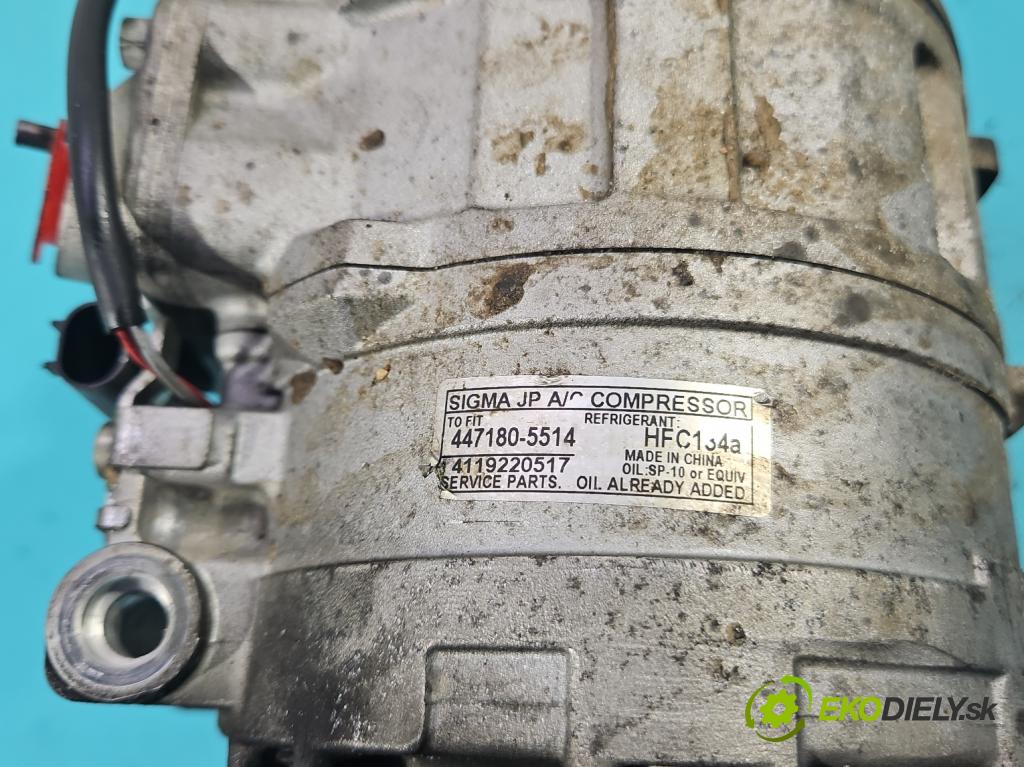 SIGMA JP A/C COMPRESSOR
TO FIT REFRIGERANT:
447180-5514 HFC134a
MADE IN CHINA
14119220517 OIL:SP-10 or EQUIV
SERVICE PARTS. OIL ALREADY ADDED
EKODIELY.sk